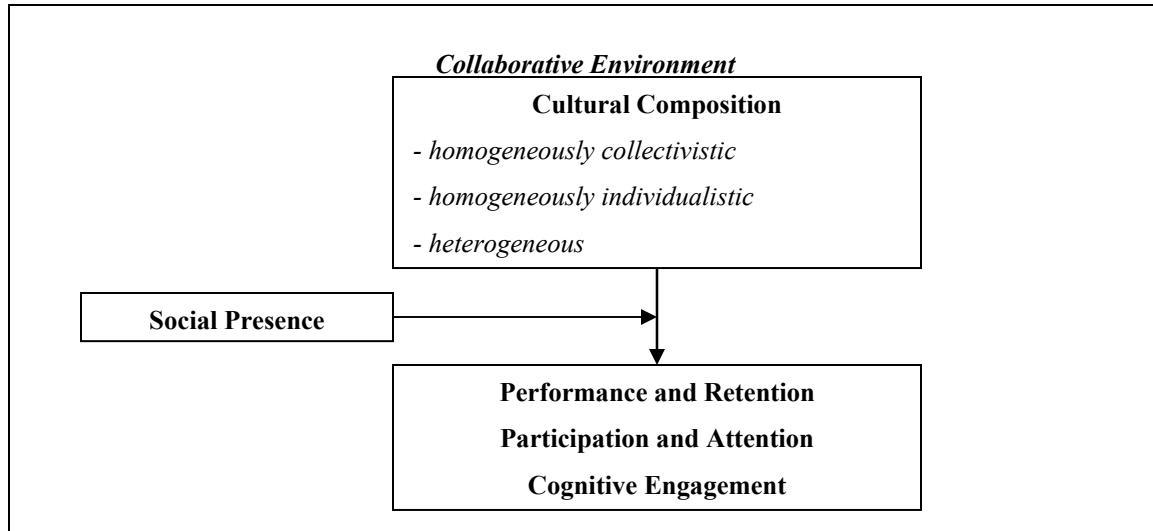 Collaborative Environment
Cultural Composition
- homogeneously collectivistic
- homogeneously individualistic
- heterogeneous
Social Presence
Performance and Retention
Participation and Attention
Cognitive Engagement